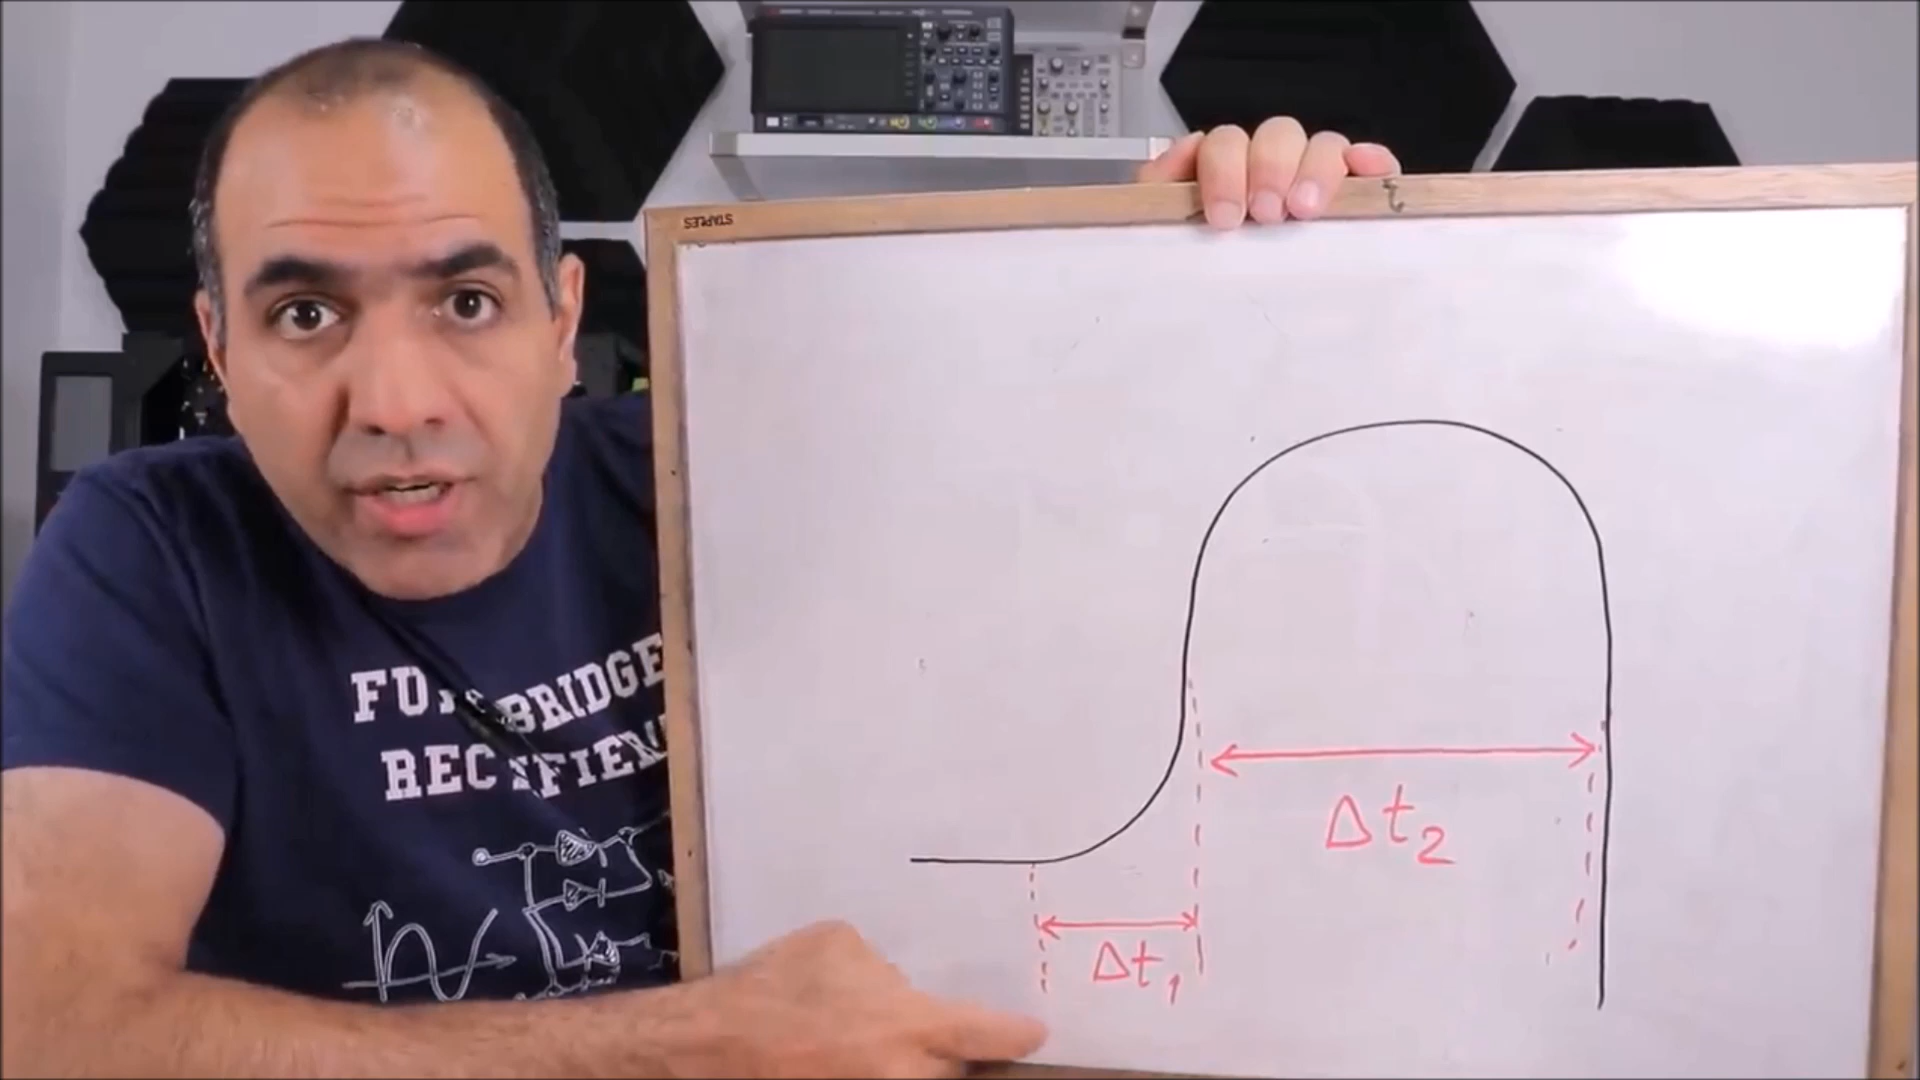 STAPLES
FULL BRIDGE
RECTIFIER
Δt₂
Δt₁